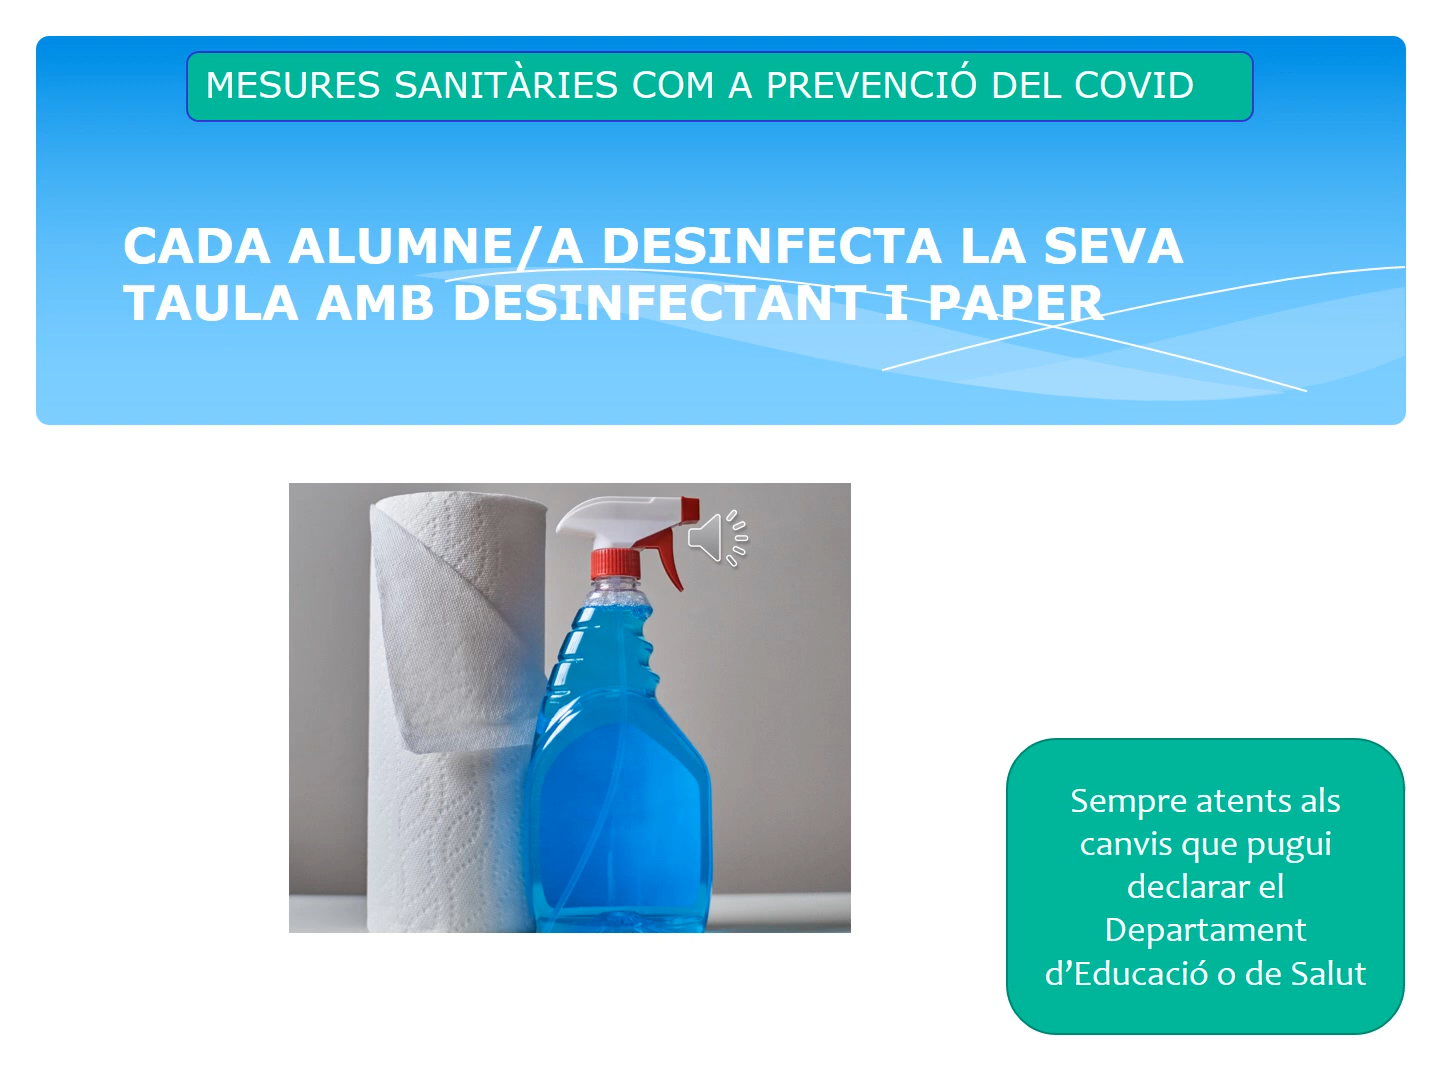 MESURES SANITÀRIES COM A PREVENCIÓ DEL COVID
CADA ALUMNE/A DESINFECTA LA SEVA
TAULA AMB DESINFECTANT I PAPER
Sempre atents als
canvis que pugui
declarar el
Departament
d’Educació o de Salut